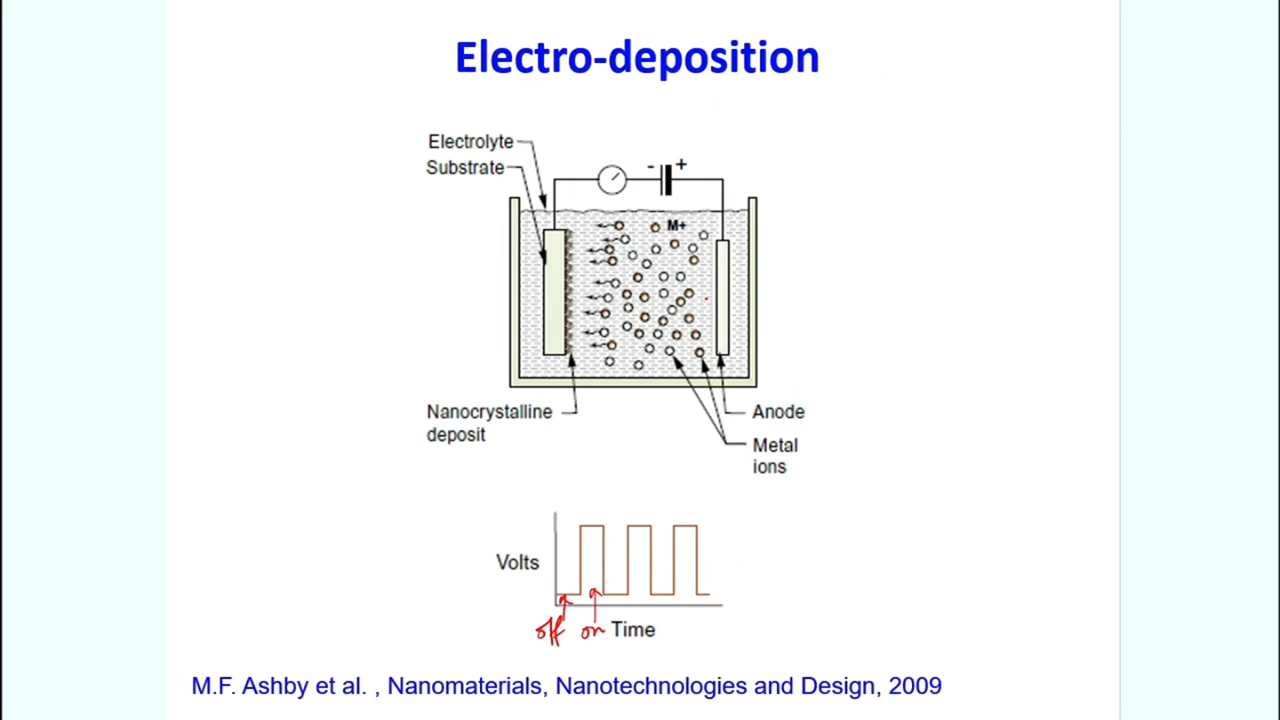 Electro-deposition
Electrolyte
Substrate
- +
M+
Nanocrystalline
deposit
Anode
Metal
ions
Volts
off on Time
M.F. Ashby et al. , Nanomaterials, Nanotechnologies and Design, 2009